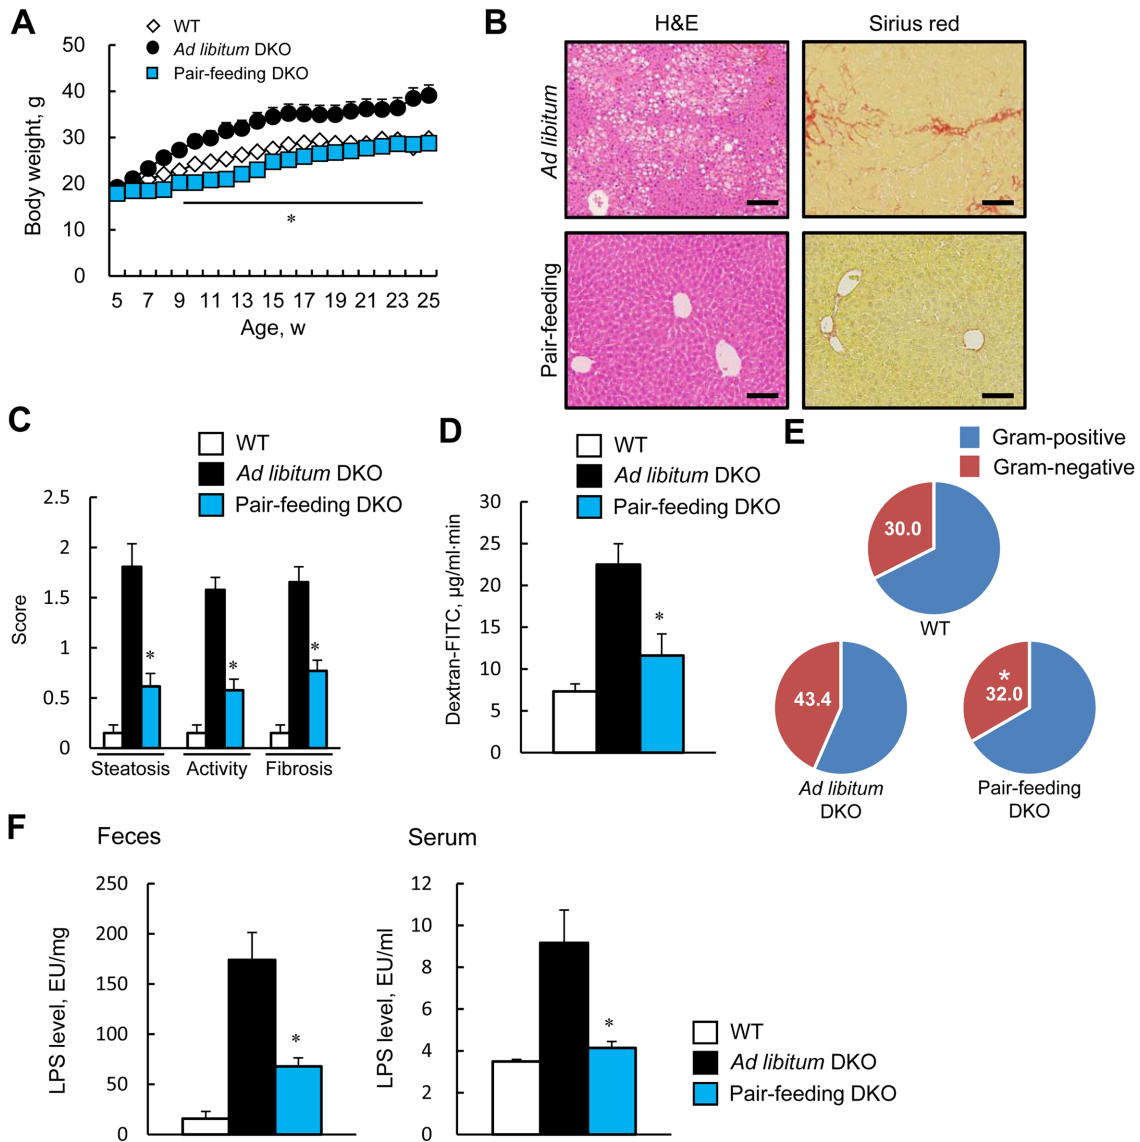 A
WT
Ad libitum DKO
Pair-feeding DKO
Body weight, g
50
40
30
20
10
0
*
5 7 9 11 13 15 17 19 21 23 25
Age, w
B
H&E
Sirius red
Ad libitum
Pair-feeding
C
WT
Ad libitum DKO
Pair-feeding DKO
Score
2.5
2
1.5
1
0.5
0
* * *
Steatosis Activity Fibrosis
D
WT
Ad libitum DKO
Pair-feeding DKO
Dextran-FITC, µg/ml·min
30
25
20
15
10
5
0
*
E
Gram-positive
Gram-negative
30.0
WT
43.4
Ad libitum
DKO
*
32.0
Pair-feeding
DKO
F
Feces
LPS level, EU/mg
250
200
150
100
50
0
*
Serum
LPS level, EU/ml
12
10
8
6
4
2
0
*
WT
Ad libitum DKO
Pair-feeding DKO